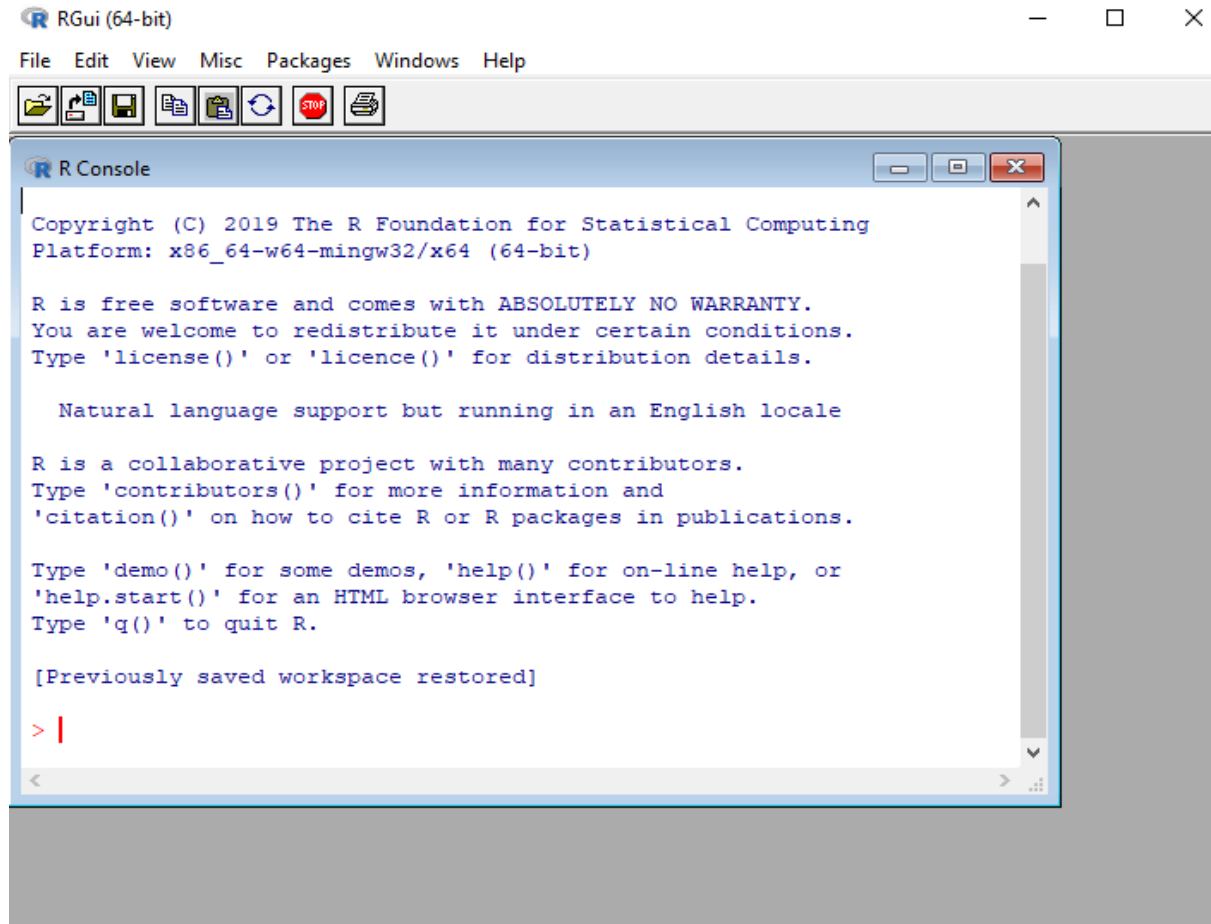 RGui (64-bit)
File Edit View Misc Packages Windows Help
STOP
R Console
Copyright (C) 2019 The R Foundation for Statistical Computing
Platform: x86_64-w64-mingw32/x64 (64-bit)
R is free software and comes with ABSOLUTELY NO WARRANTY.
You are welcome to redistribute it under certain conditions.
Type 'license()' or 'licence()' for distribution details.
Natural language support but running in an English locale
R is a collaborative project with many contributors.
Type 'contributors()' for more information and
'citation()' on how to cite R or R packages in publications.
Type 'demo()' for some demos, 'help()' for on-line help, or
'help.start()' for an HTML browser interface to help.
Type 'q()' to quit R.
[Previously saved workspace restored]
>